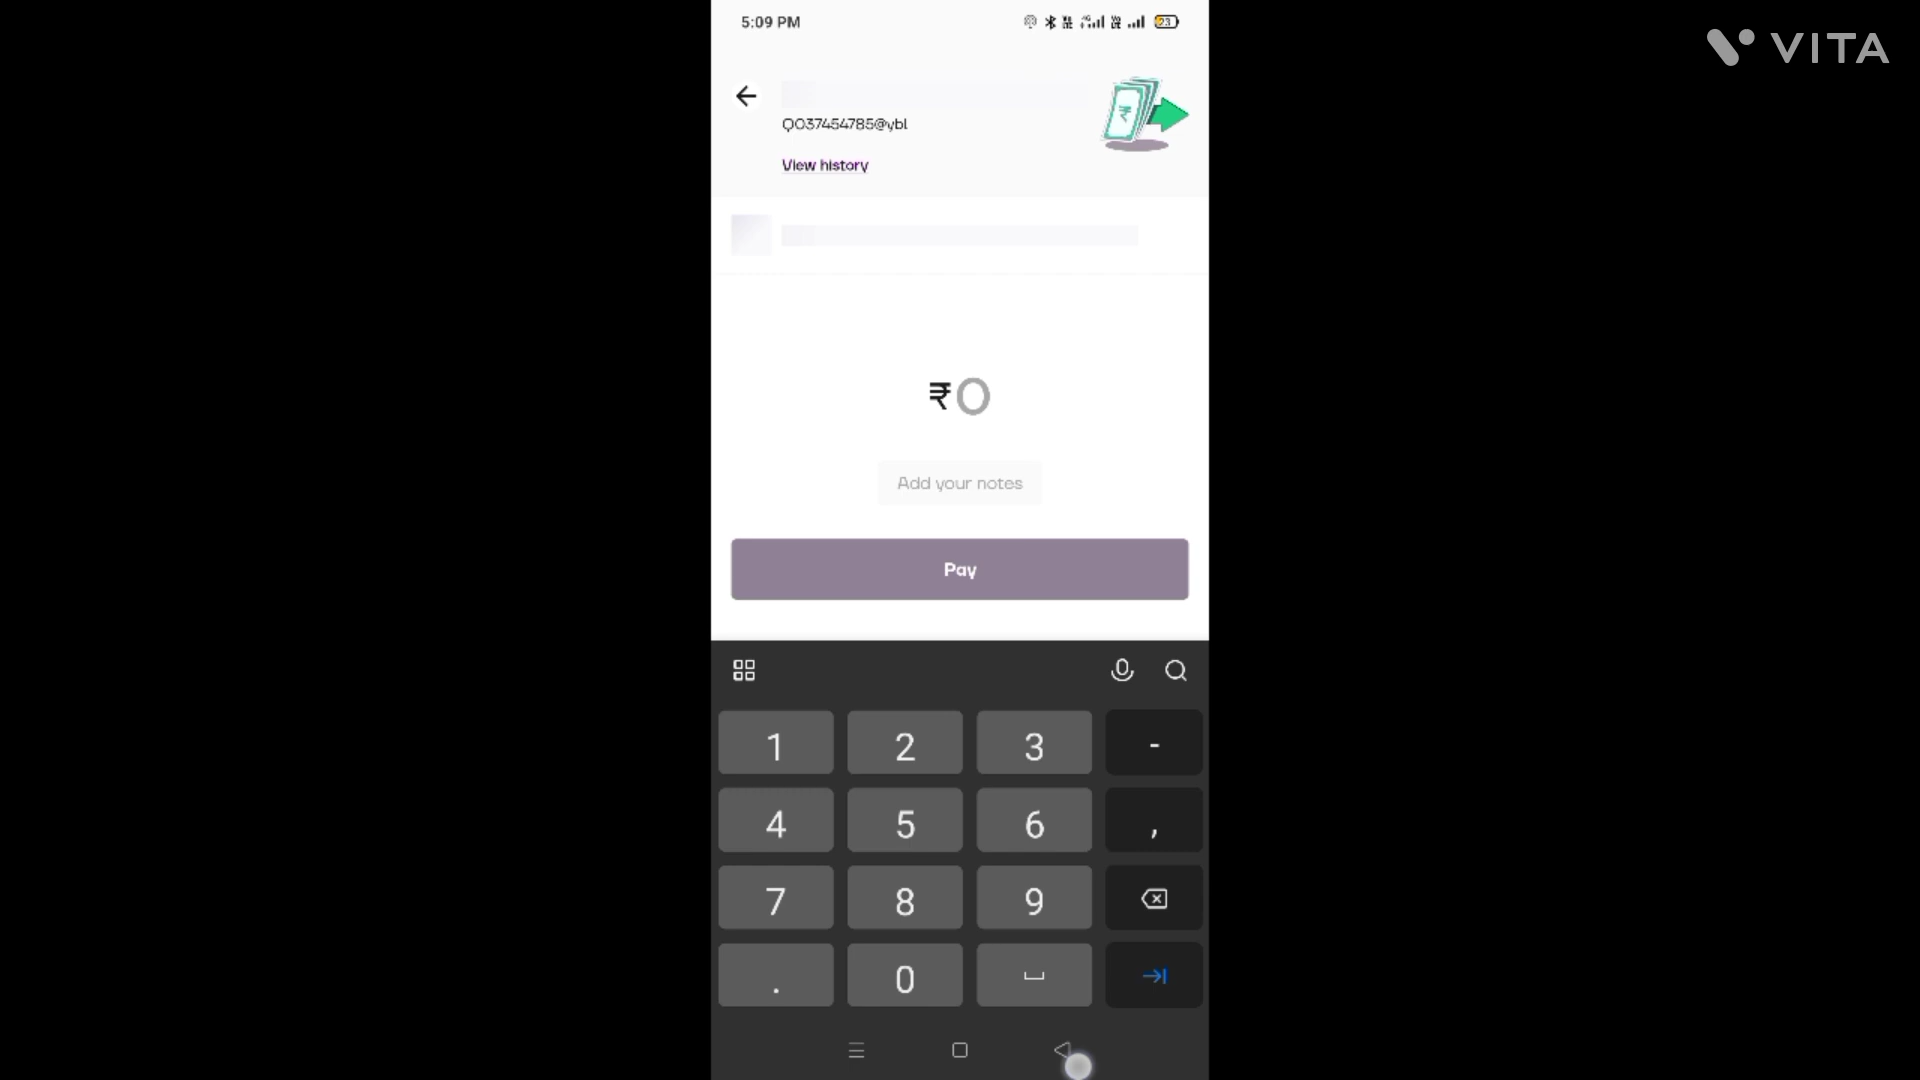 5:09 PM
23
VITA
Q037454785@ybl
View history
₹0
Add your notes
Pay
1 2 3 -
4 5 6 ,
7 8 9
. 0